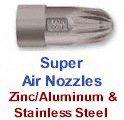 Super
Air Nozzles
Zinc/Aluminum &
Stainless Steel